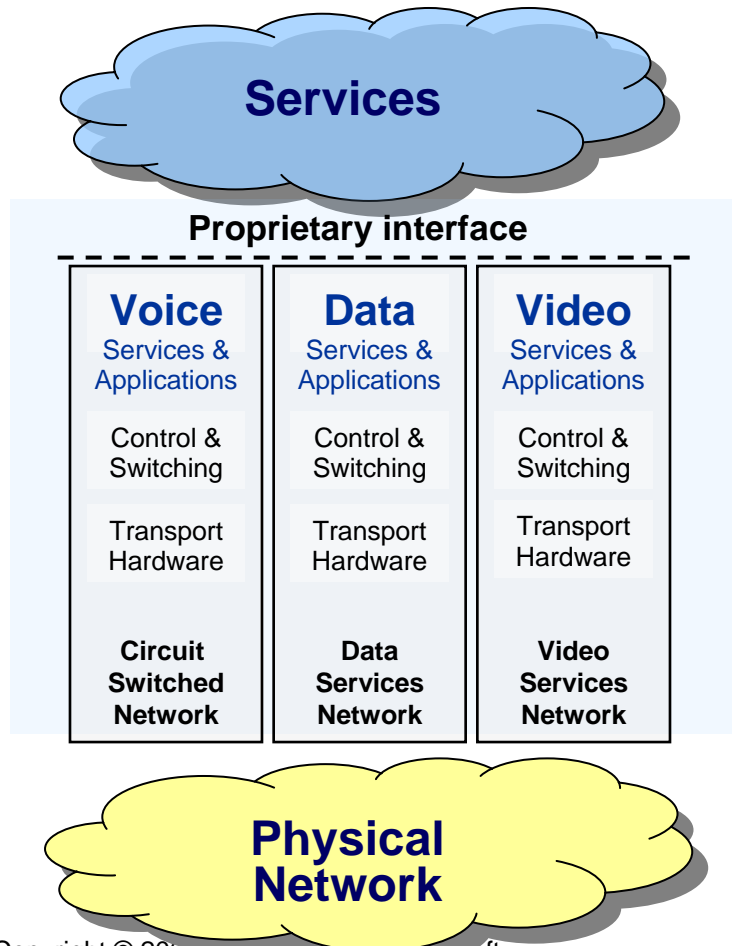 Services
Proprietary interface
Voice
Services &
Applications
Control &
Switching
Transport
Hardware
Circuit
Switched
Network
Data
Services &
Applications
Control &
Switching
Transport
Hardware
Data
Services
Network
Video
Services &
Applications
Control &
Switching
Transport
Hardware
Video
Services
Network
Physical
Network
Copyright ©